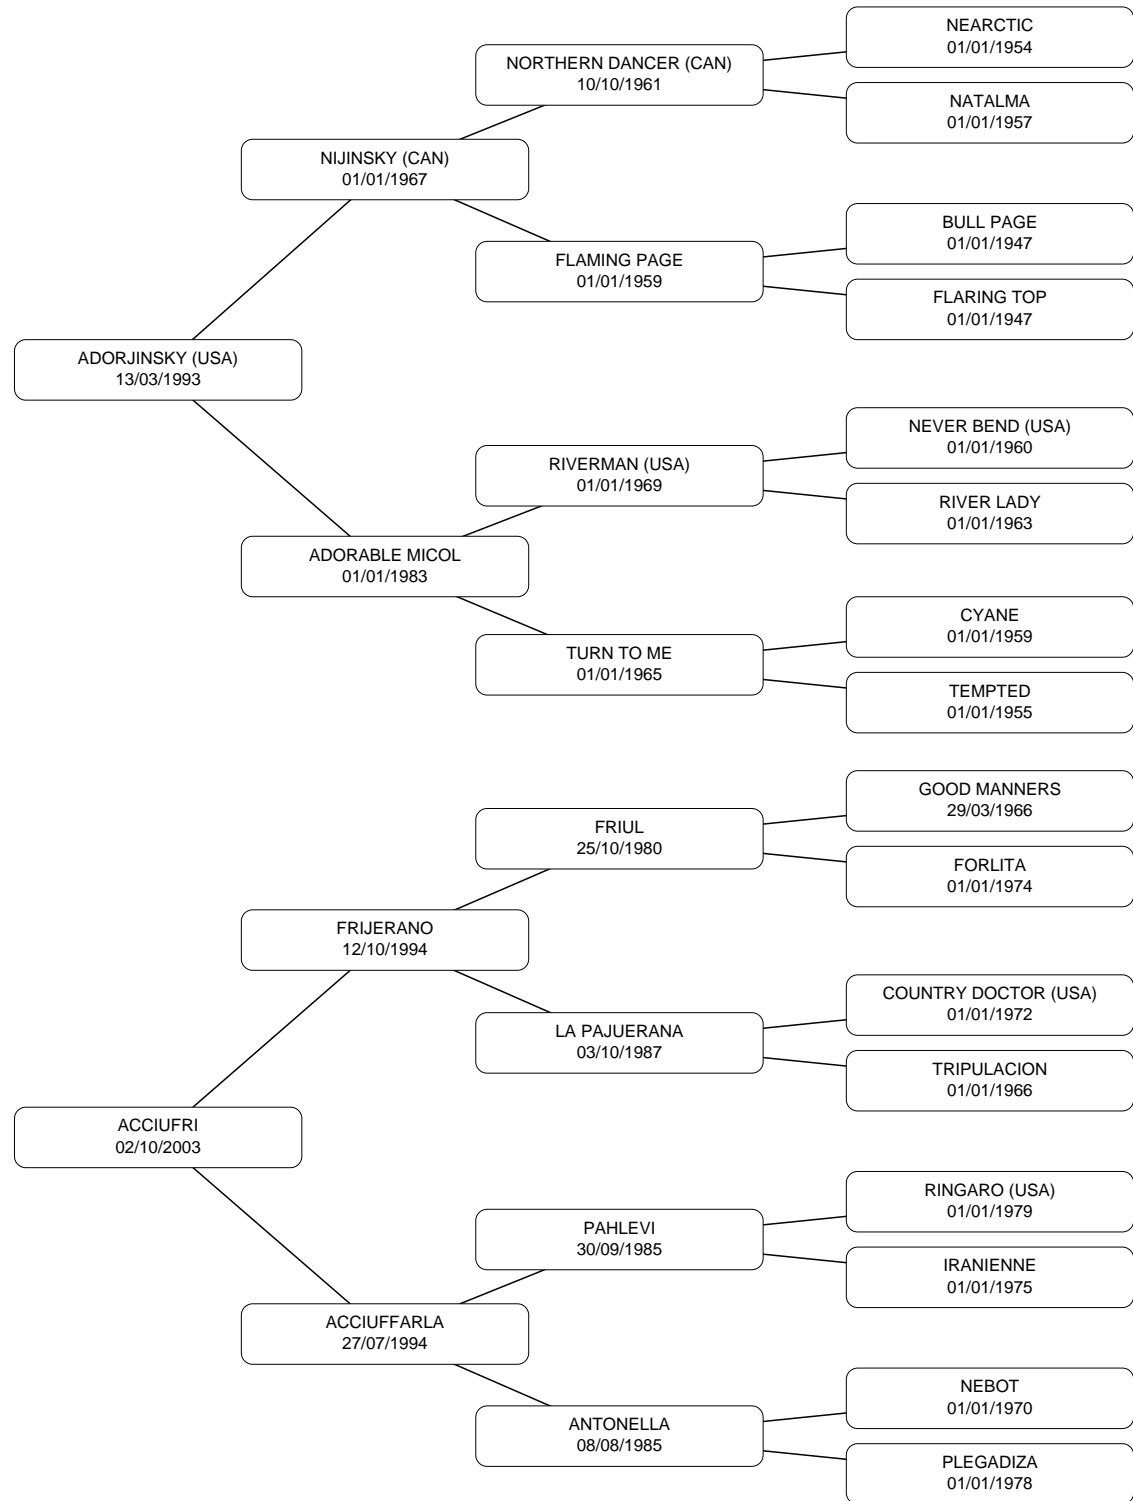 NEARCTIC
01/01/1954
NORTHERN DANCER (CAN)
10/10/1961
NATALMA
01/01/1957
NIJINSKY (CAN)
01/01/1967
BULL PAGE
01/01/1947
FLAMING PAGE
01/01/1959
FLARING TOP
01/01/1947
ADORJINSKY (USA)
13/03/1993
NEVER BEND (USA)
01/01/1960
RIVERMAN (USA)
01/01/1969
RIVER LADY
01/01/1963
ADORABLE MICOL
01/01/1983
CYANE
01/01/1959
TURN TO ME
01/01/1965
TEMPTED
01/01/1955
GOOD MANNERS
29/03/1966
FRIUL
25/10/1980
FORLITA
01/01/1974
FRIJERANO
12/10/1994
COUNTRY DOCTOR (USA)
01/01/1972
LA PAJUERANA
03/10/1987
TRIPULACION
01/01/1966
ACCIUFRI
02/10/2003
RINGARO (USA)
01/01/1979
PAHLEVI
30/09/1985
IRANIENNE
01/01/1975
ACCIUFFARLA
27/07/1994
NEBOT
01/01/1970
ANTONELLA
08/08/1985
PLEGADIZA
01/01/1978